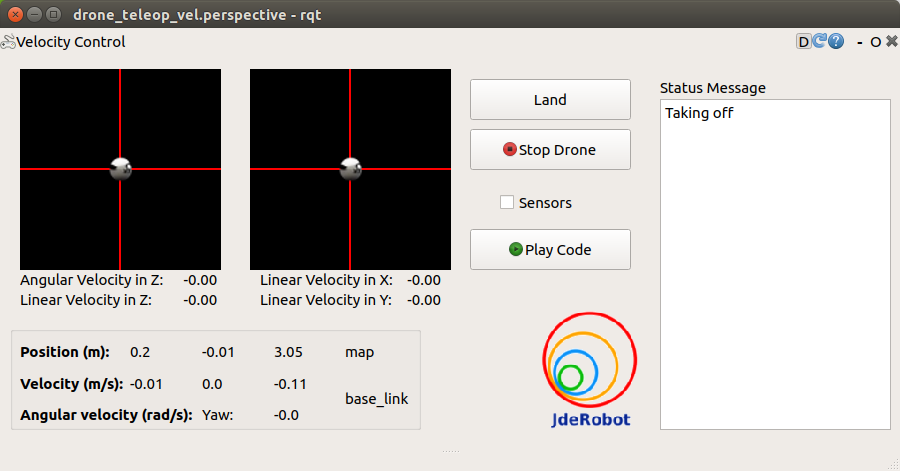 drone_teleop_vel.perspective - rqt
Velocity Control
D ? - O
Land
Status Message
Taking off
Stop Drone
Sensors
Play Code
Angular Velocity in Z: -0.00
Linear Velocity in X: -0.00
Linear Velocity in Z: -0.00
Linear Velocity in Y: -0.00
Position (m): 0.2 -0.01 3.05 map
Velocity (m/s): -0.01 0.0 -0.11
base_link
Angular velocity (rad/s): Yaw: -0.0
JdeRobot